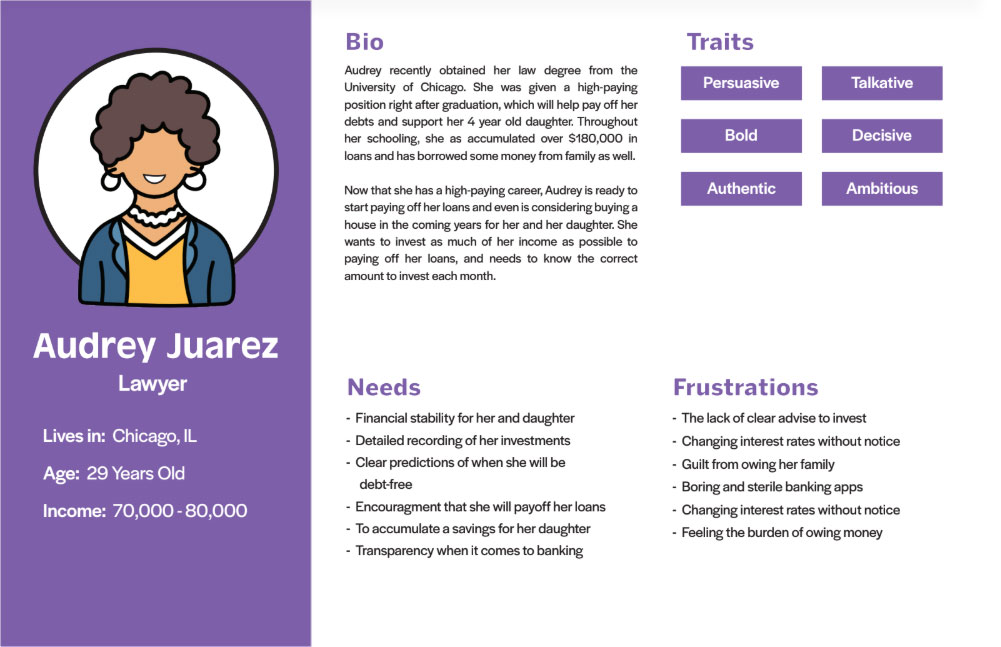 Audrey Juarez
Lawyer
Lives in: Chicago, IL
Age: 29 Years Old
Income: 70,000 - 80,000
Bio
Audrey recently obtained her law degree from the
University of Chicago. She was given a high-paying
position right after graduation, which will help pay off her
debts and support her 4 year old daughter. Throughout
her schooling, she as accumulated over $180,000 in
loans and has borrowed some money from family as well.
Now that she has a high-paying career, Audrey is ready to
start paying off her loans and even is considering buying a
house in the coming years for her and her daughter. She
wants to invest as much of her income as possible to
paying off her loans, and needs to know the correct
amount to invest each month.
Traits
Persuasive
Talkative
Bold
Decisive
Authentic
Ambitious
Needs
- Financial stability for her and daughter
- Detailed recording of her investments
- Clear predictions of when she will be
debt-free
- Encouragment that she will payoff her loans
- To accumulate a savings for her daughter
- Transparency when it comes to banking
Frustrations
- The lack of clear advise to invest
- Changing interest rates without notice
- Guilt from owing her family
- Boring and sterile banking apps
- Changing interest rates without notice
- Feeling the burden of owing money